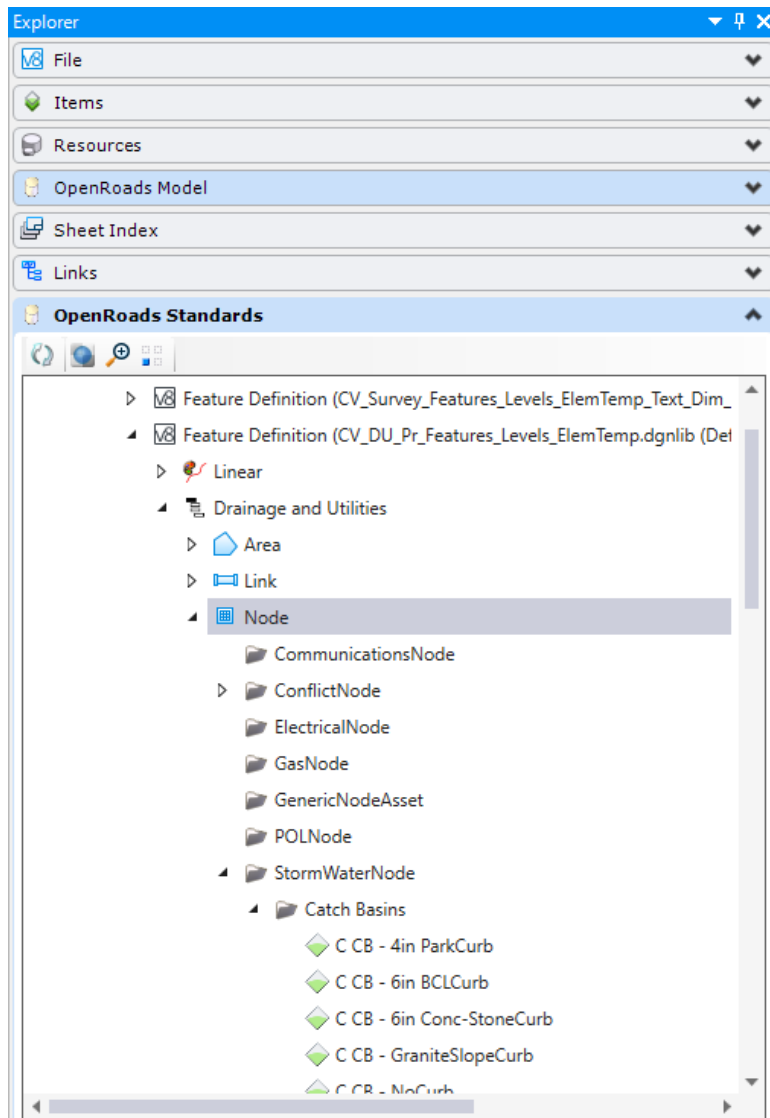 Explorer
File
Items
Resources
OpenRoads Model
Sheet Index
Links
OpenRoads Standards
Feature Definition (CV_Survey_Features_Levels_ElemTemp_Text_Dim_
Feature Definition (CV_DU_Pr_Features_Levels_ElemTemp.dgnlib (Def
Linear
Drainage and Utilities
Area
Link
Node
CommunicationsNode
ConflictNode
ElectricalNode
GasNode
GenericNodeAsset
POLNode
StormWaterNode
Catch Basins
C CB - 4in ParkCurb
C CB - 6in BCLCurb
C CB - 6in Conc-StoneCurb
C CB - GraniteSlopeCurb
C CB - NoCurb